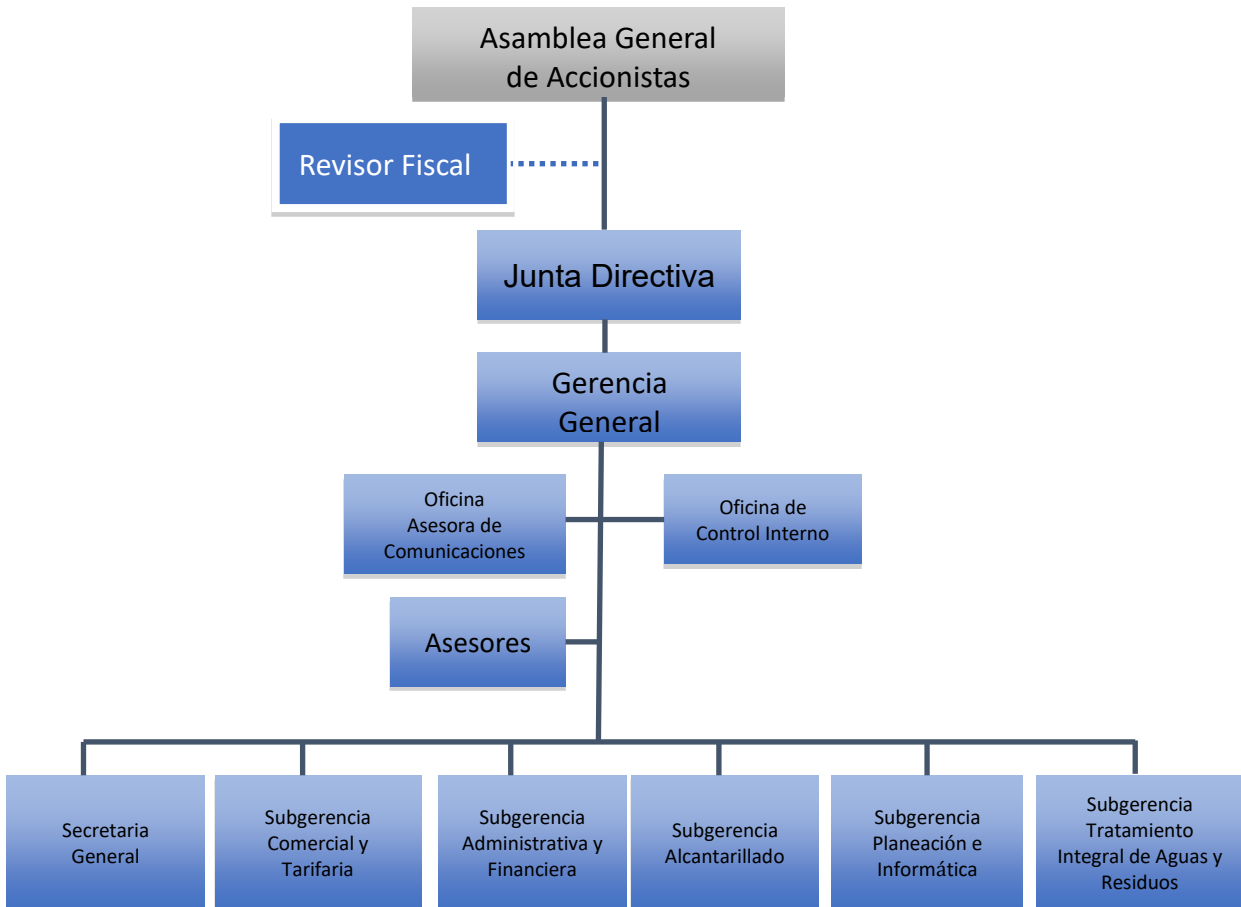 Asamblea General
de Accionistas
Revisor Fiscal
Junta Directiva
Gerencia
General
Oficina
Asesora de
Comunicaciones
Oficina de
Control Interno
Asesores
Secretaria
General
Subgerencia
Comercial y
Tarifaria
Subgerencia
Administrativa y
Financiera
Subgerencia
Alcantarillado
Subgerencia
Planeación e
Informática
Subgerencia
Tratamiento
Integral de Aguas y
Residuos